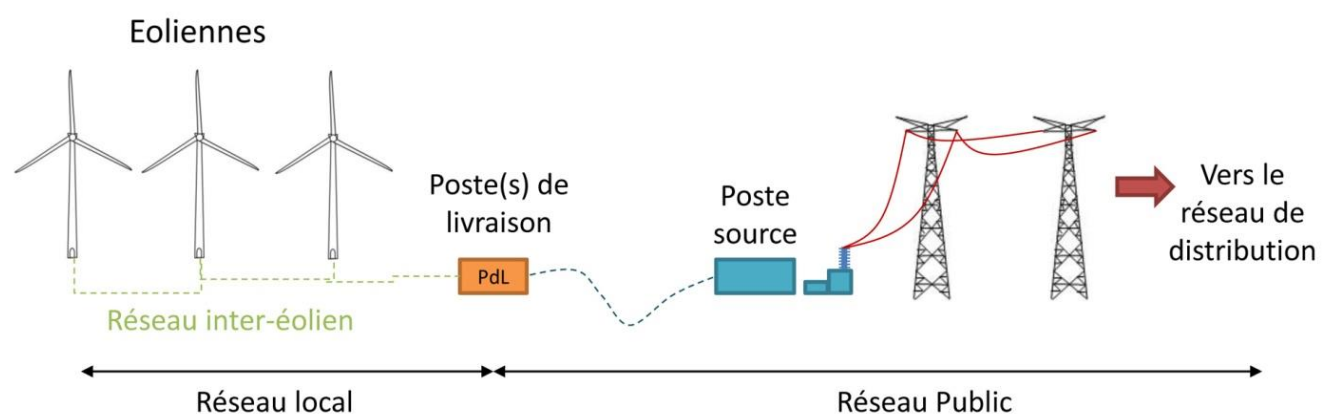 Eoliennes
Poste(s) de
livraison
PdL
Poste
source
Vers le
réseau de
distribution
Réseau inter-éolien
Réseau local
Réseau Public